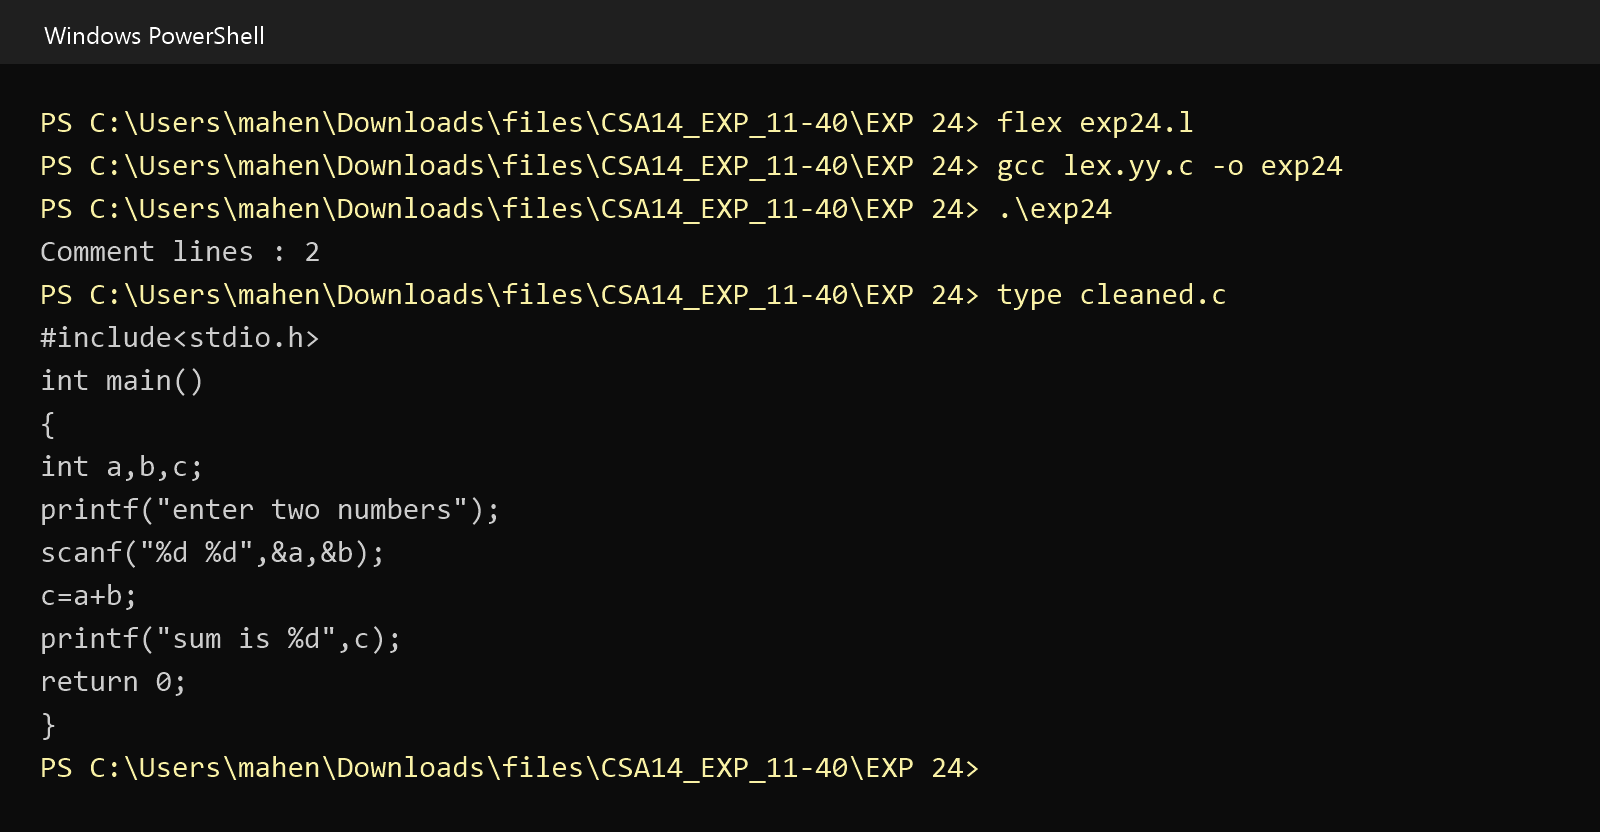 Windows PowerShell
PS C:\Users\mahen\Downloads\files\CSA14_EXP_11-40\EXP 24> flex exp24.l
PS C:\Users\mahen\Downloads\files\CSA14_EXP_11-40\EXP 24> gcc lex.yy.c -o exp24
PS C:\Users\mahen\Downloads\files\CSA14_EXP_11-40\EXP 24> .\exp24
Comment lines : 2
PS C:\Users\mahen\Downloads\files\CSA14_EXP_11-40\EXP 24> type cleaned.c
#include<stdio.h>
int main()
{
int a,b,c;
printf("enter two numbers");
scanf("%d %d",&a,&b);
c=a+b;
printf("sum is %d",c);
return 0;
}
PS C:\Users\mahen\Downloads\files\CSA14_EXP_11-40\EXP 24>